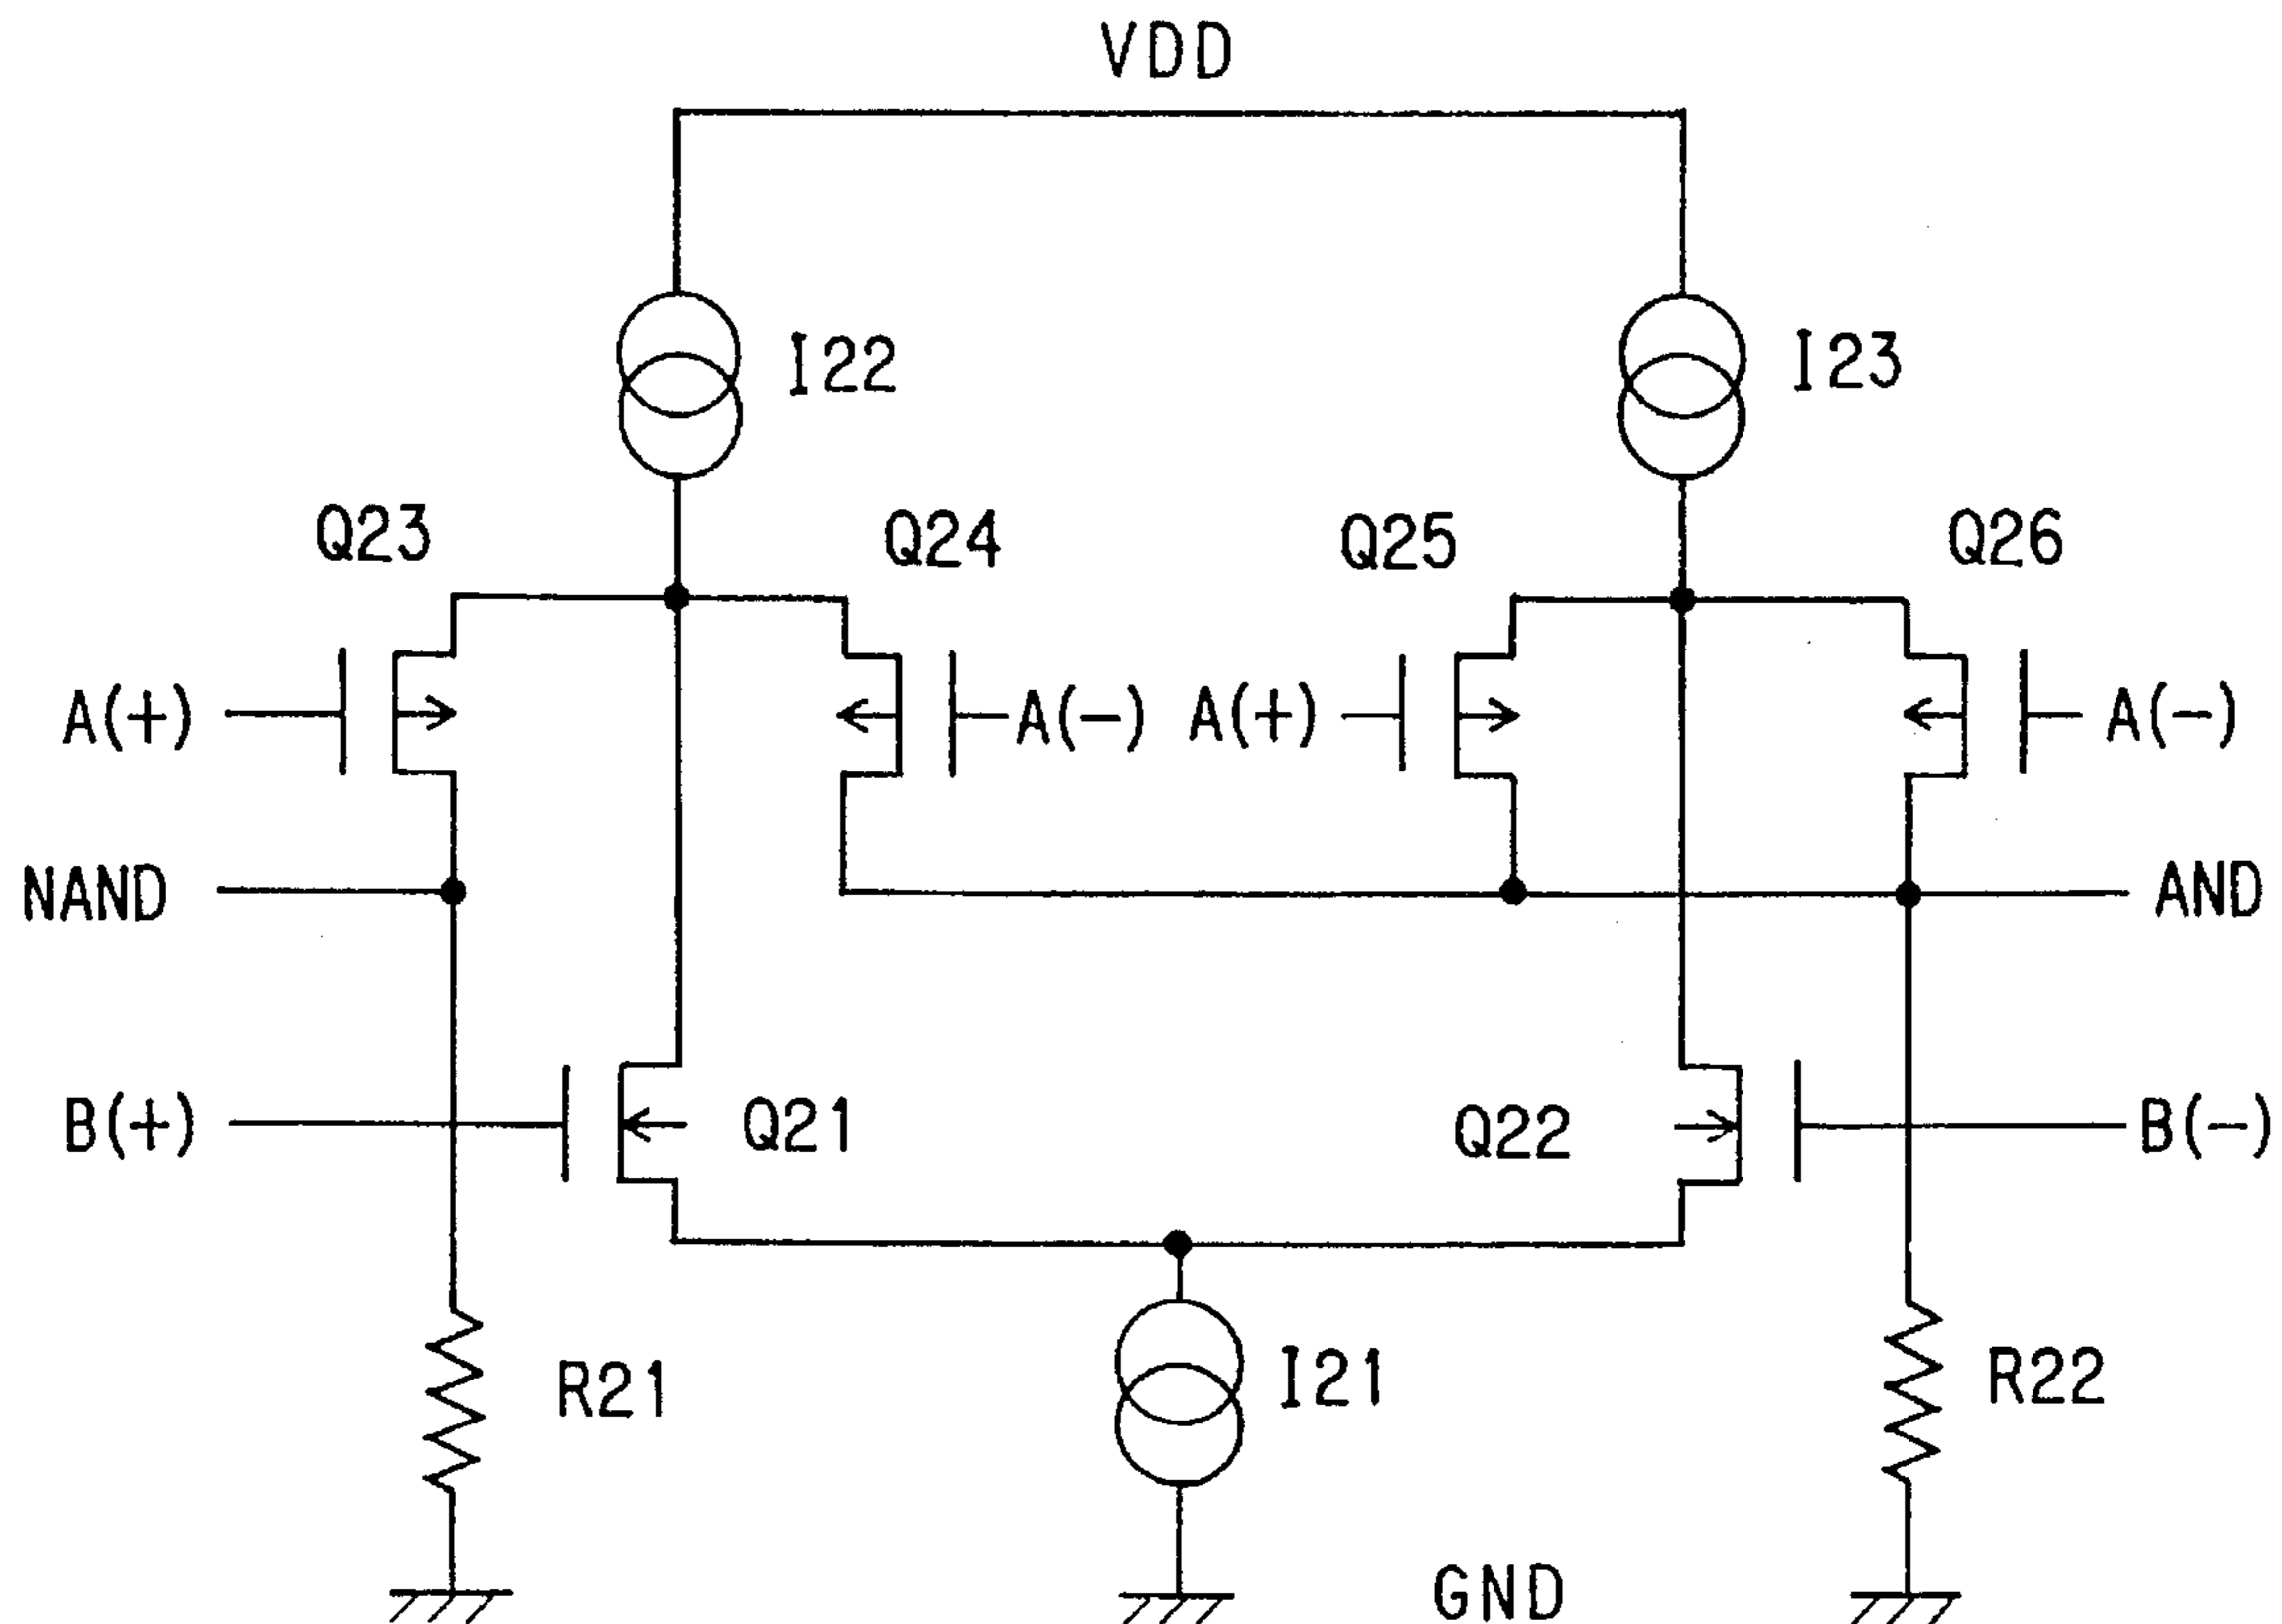 VDD
I22
I23
Q23
Q24
Q25
Q26
A(+)
A(-)
A(+)
A(-)
NAND
AND
B(+)
Q21
Q22
B(-)
R21
I21
R22
GND